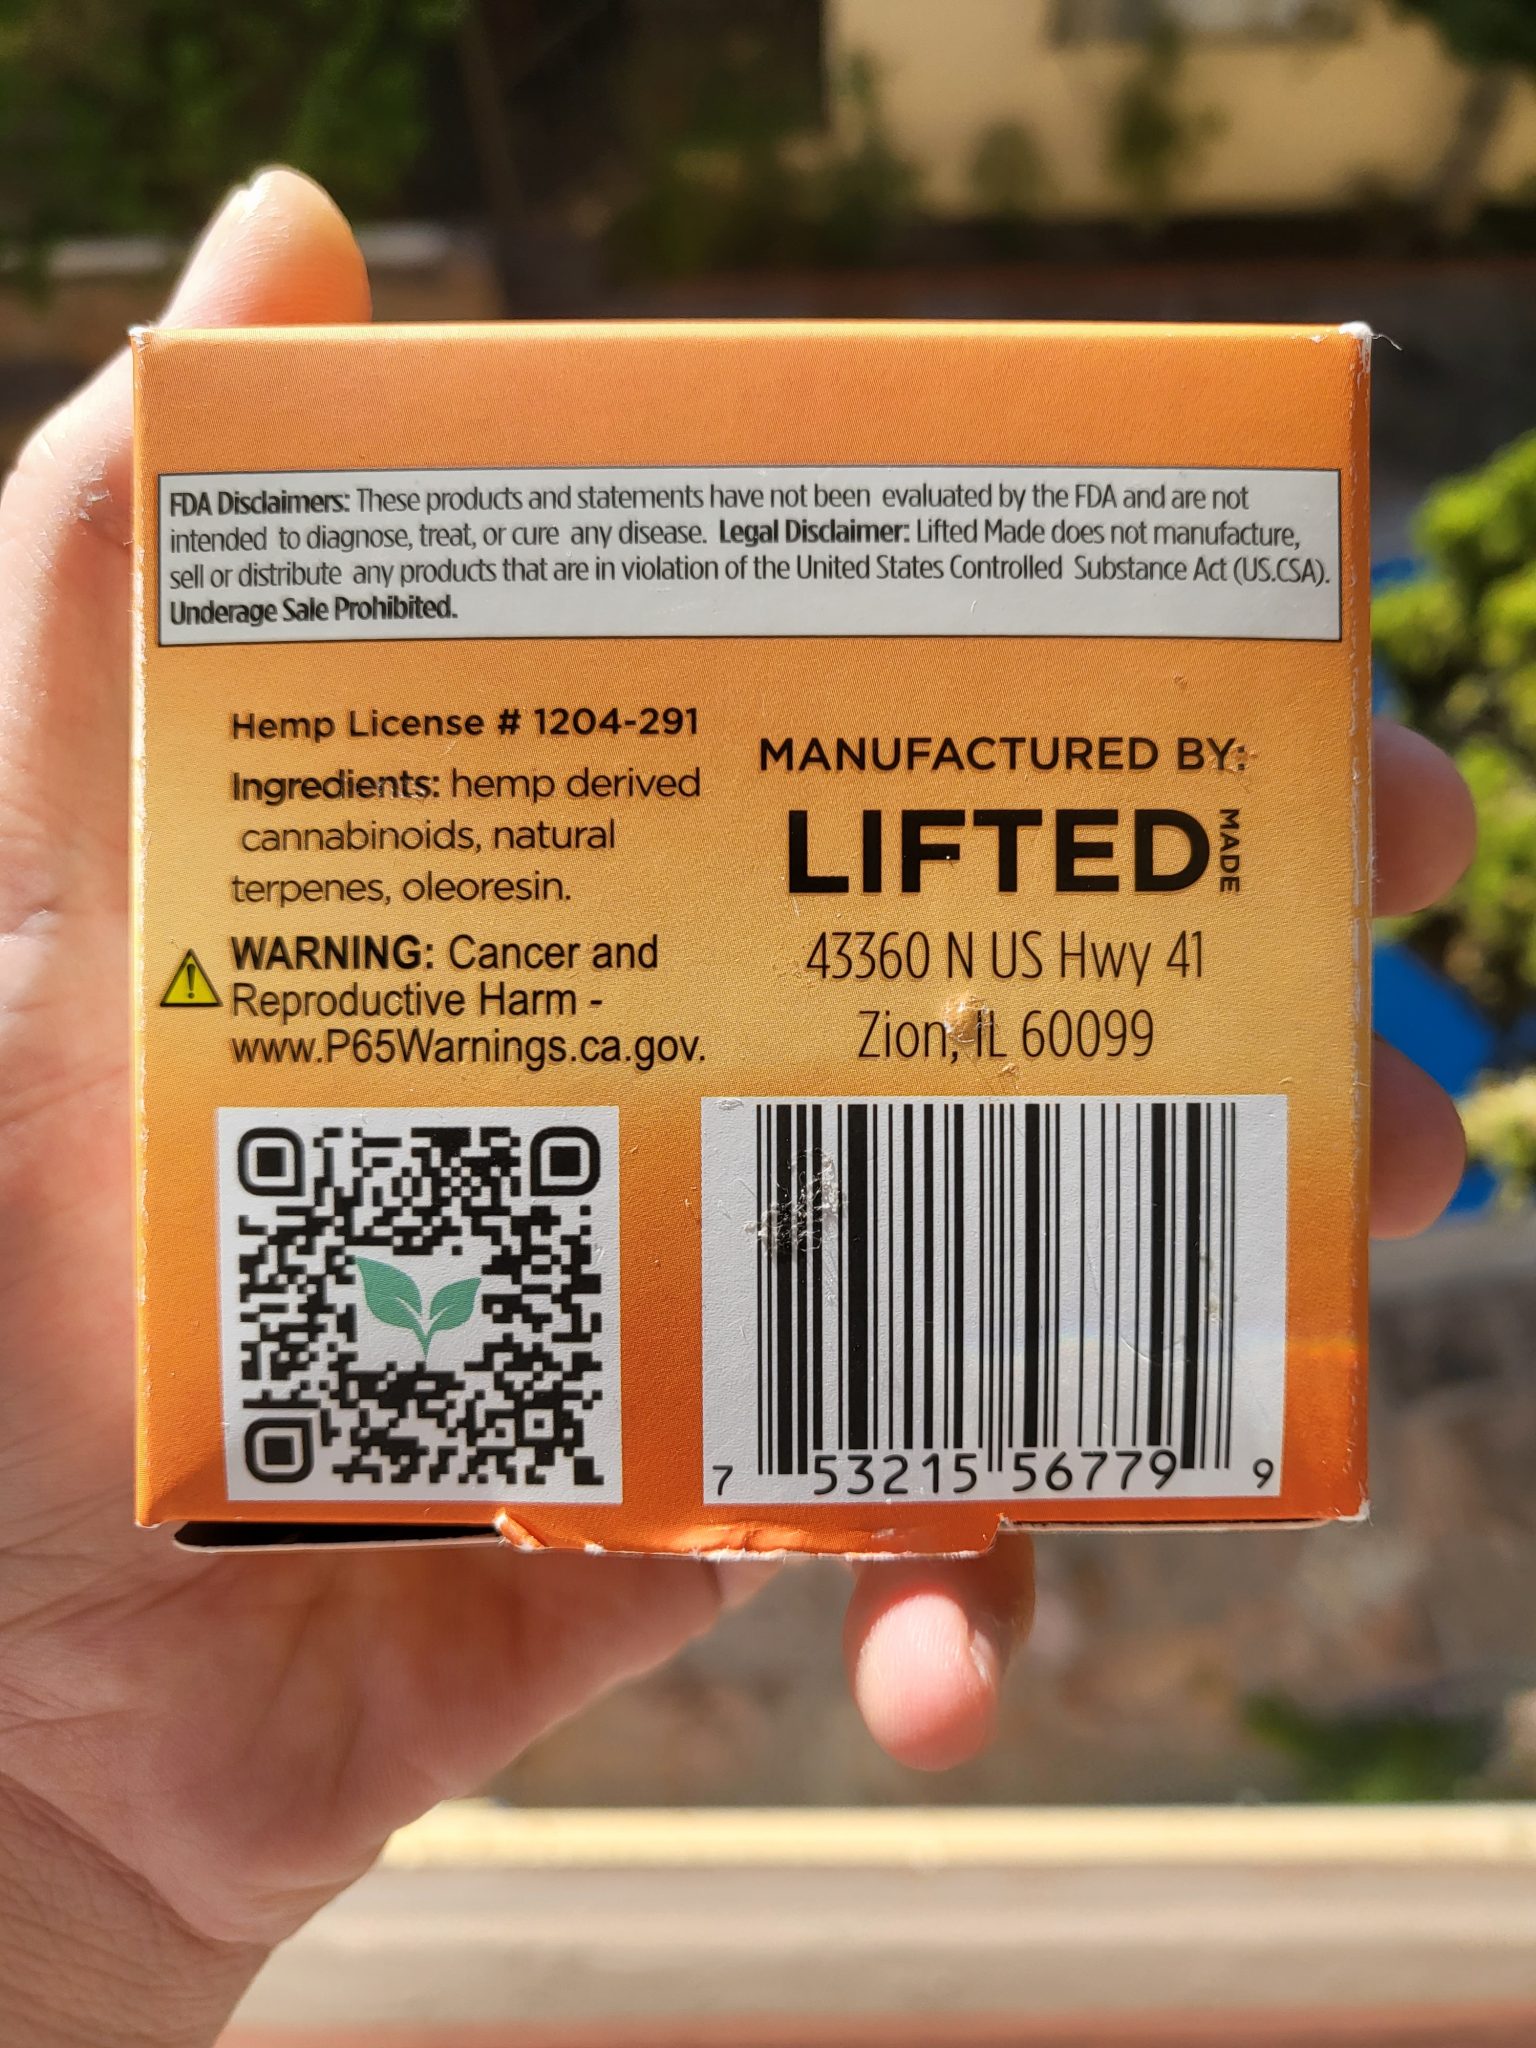 FDA Disclaimers: These products and statements have not been evaluated by the FDA and are not
intended to diagnose, treat, or cure any disease. Legal Disclaimer: Lifted Made does not manufacture,
sell or distribute any products that are in violation of the United States Controlled Substance Act (US.CSA).
Underage Sale Prohibited.
Hemp License # 1204-291
Ingredients: hemp derived
cannabinoids, natural
terpenes, oleoresin.
WARNING: Cancer and
Reproductive Harm -
www.P65Warnings.ca.gov.
MANUFACTURED BY:
LIFTED MADE
43360 N US Hwy 41
Zion, IL 60099
7 53215 56779 9